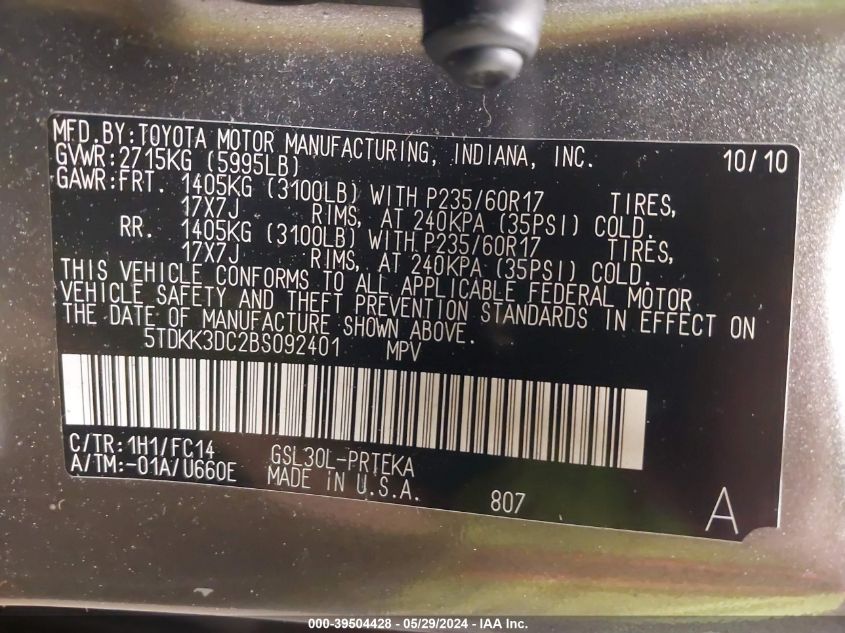 MFD. BY: TOYOTA MOTOR MANUFACTURING, INDIANA, INC. 10/10
GVWR: 2715KG (5995LB)
GAWR: FRT. 1405KG (3100LB) WITH P235/60R17 TIRES,
17X7J RIMS, AT 240KPA (35PSI) COLD.
RR. 1405KG (3100LB) WITH P235/60R17 TIRES,
17X7J RIMS, AT 240KPA (35PSI) COLD.
THIS VEHICLE CONFORMS TO ALL APPLICABLE FEDERAL MOTOR
VEHICLE SAFETY AND THEFT PREVENTION STANDARDS IN EFFECT ON
THE DATE OF MANUFACTURE SHOWN ABOVE.
5TDKK3DC2BS092401 MPV
C/TR: 1H1/FC14 GSL30L-PRTEKA
A/TM: -01A/U660E MADE IN U.S.A.
807 A
000-39504428 - 05/29/2024 - IAA Inc.